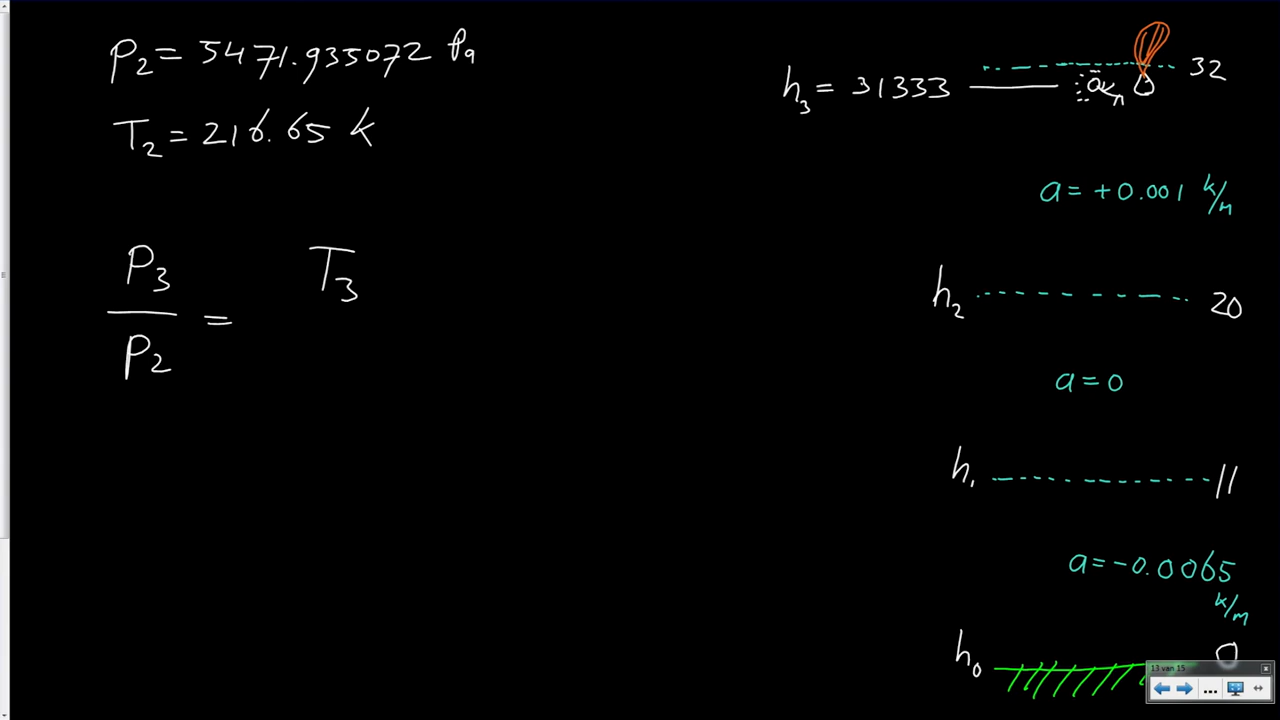 P₂ = 5471.935072 Pa
T₂ = 216.65 K
P₃
T₃
=
P₂
32
h₃ = 31333
a = +0.001 K/m
h₂ 20
a = 0
h₁ 11
a = -0.0065
K/m
h₀ 0
13 van 15
...